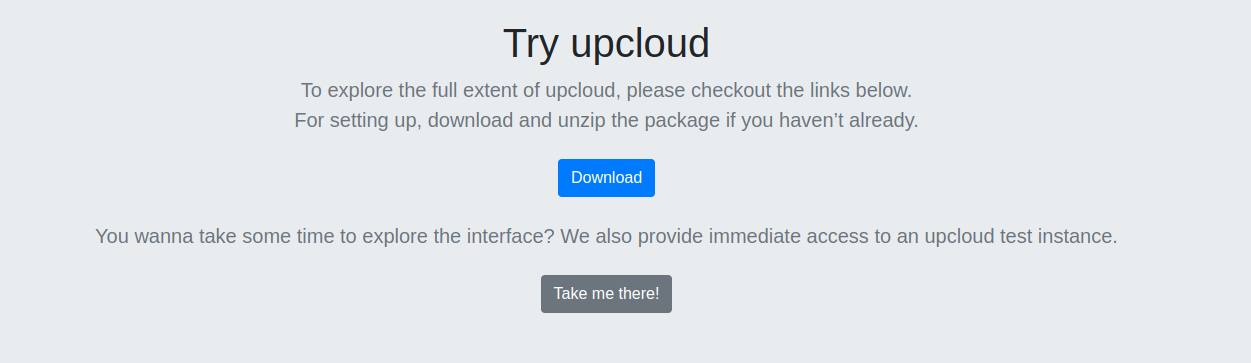 Try upcloud
To explore the full extent of upcloud, please checkout the links below.
For setting up, download and unzip the package if you haven’t already.
Download
You wanna take some time to explore the interface? We also provide immediate access to an upcloud test instance.
Take me there!